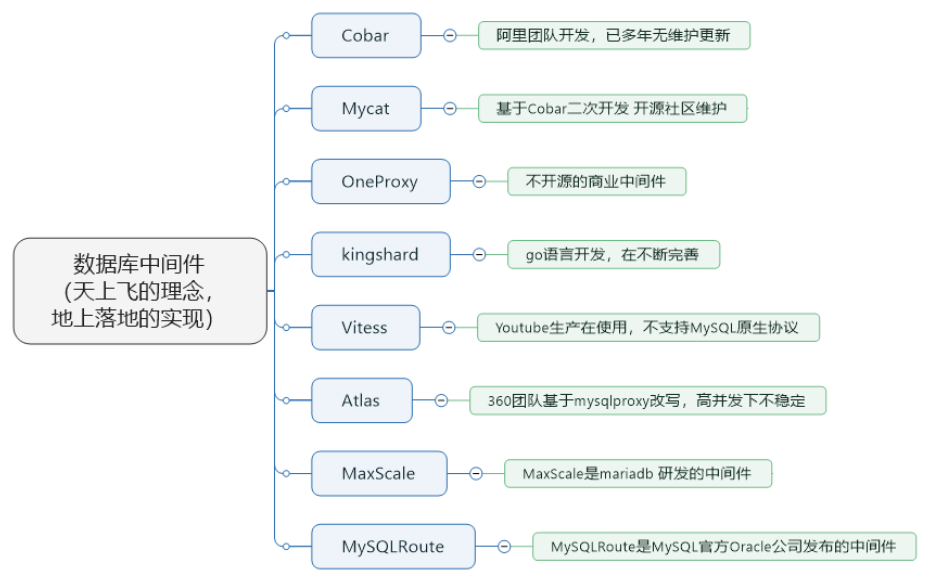 数据库中间件
（天上飞的理念，
地上落地的实现）
Cobar
阿里团队开发，已多年无维护更新
Mycat
基于Cobar二次开发 开源社区维护
OneProxy
不开源的商业中间件
kingshard
go语言开发，在不断完善
Vitess
Youtube生产在使用，不支持MySQL原生协议
Atlas
360团队基于mysqlproxy改写，高并发下不稳定
MaxScale
MaxScale是mariadb 研发的中间件
MySQLRoute
MySQLRoute是MySQL官方Oracle公司发布的中间件